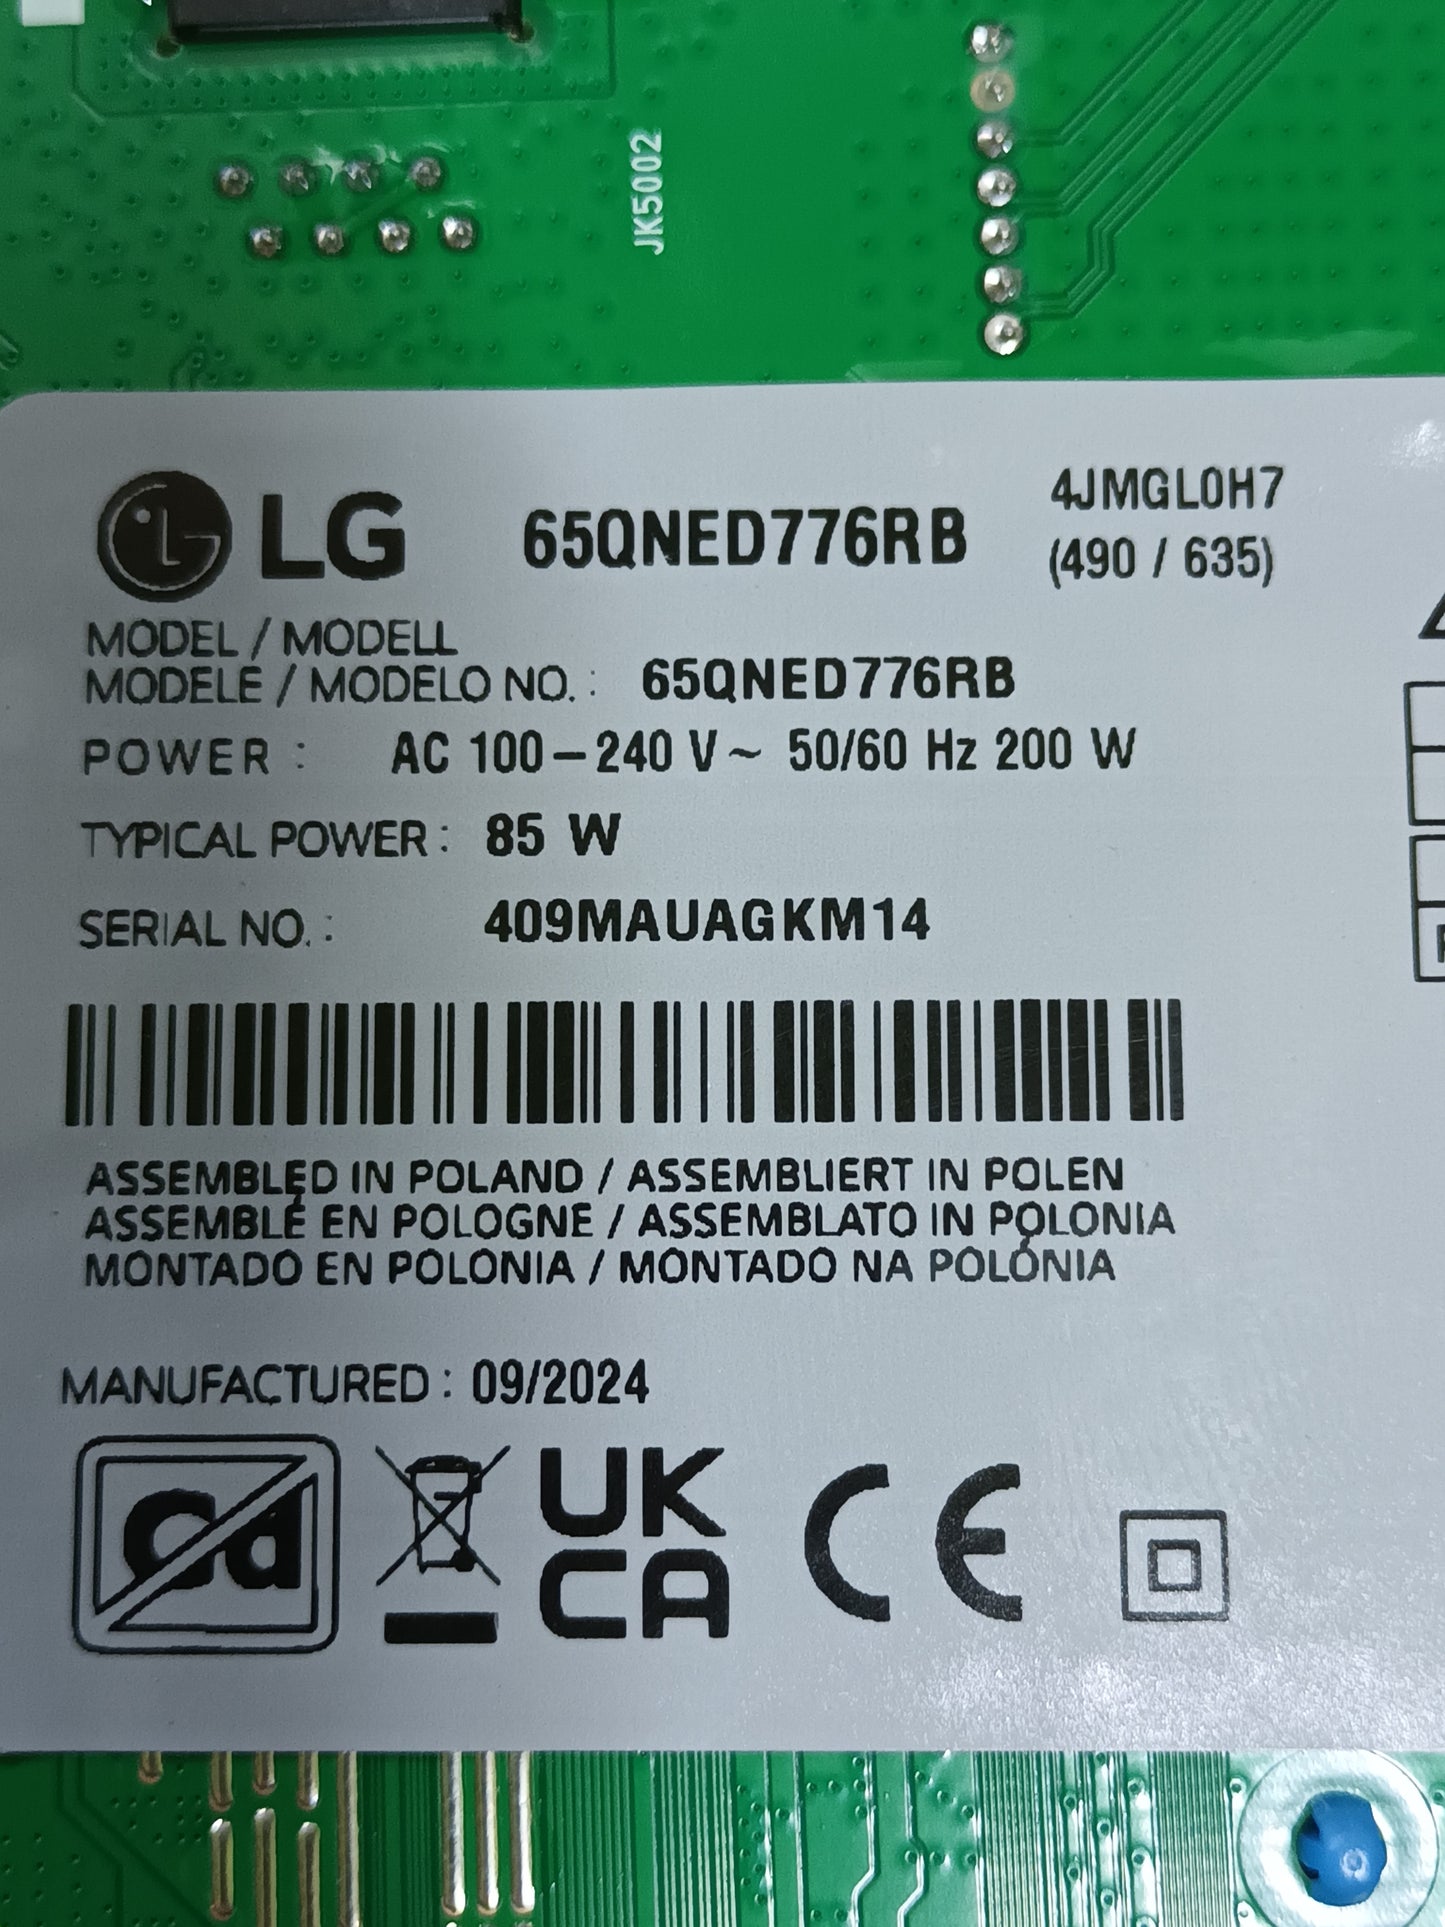 JK5002
LG 65QNED776RB 4JMGL0H7
(490 / 635)
MODEL / MODELL
MODELE / MODELO NO. : 65QNED776RB
POWER : AC 100–240 V~ 50/60 Hz 200 W
TYPICAL POWER : 85 W
SERIAL NO. : 409MAUAGKM14
ASSEMBLED IN POLAND / ASSEMBLIERT IN POLEN
ASSEMBLÉ EN POLOGNE / ASSEMBLATO IN POLONIA
MONTADO EN POLONIA / MONTADO NA POLÓNIA
MANUFACTURED : 09/2024
Cd
UK
CA
CE